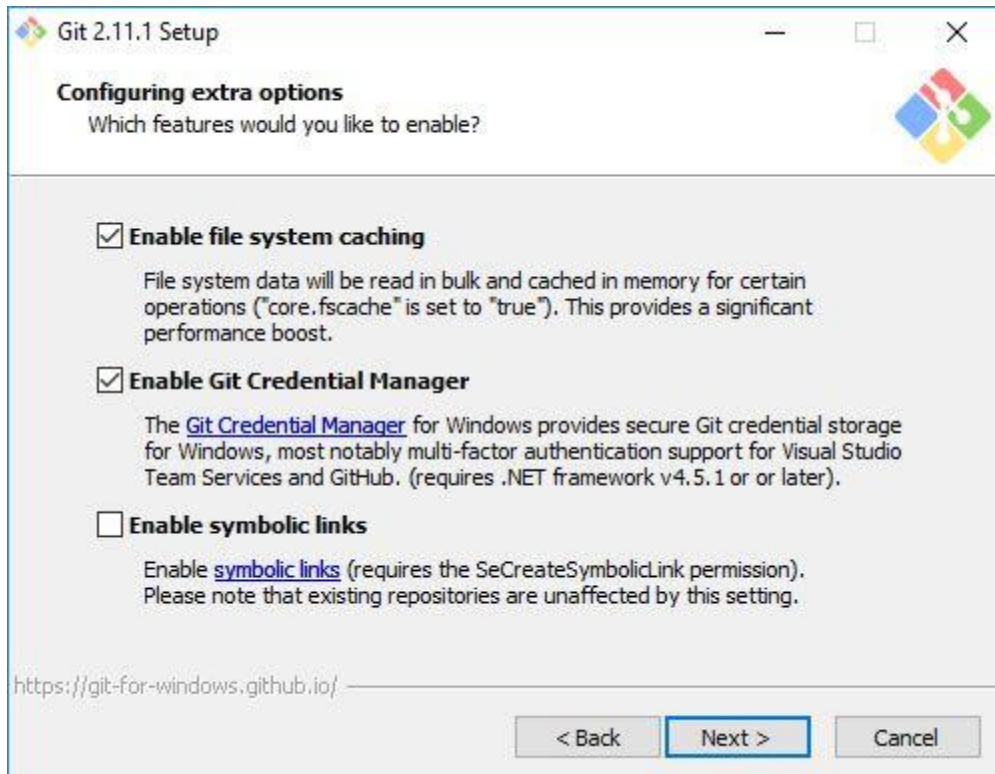 Git 2.11.1 Setup
Configuring extra options
Which features would you like to enable?
Enable file system caching
File system data will be read in bulk and cached in memory for certain
operations ("core.fscache" is set to "true"). This provides a significant
performance boost.
Enable Git Credential Manager
The Git Credential Manager for Windows provides secure Git credential storage
for Windows, most notably multi-factor authentication support for Visual Studio
Team Services and GitHub. (requires .NET framework v4.5.1 or or later).
Enable symbolic links
Enable symbolic links (requires the SeCreateSymbolicLink permission).
Please note that existing repositories are unaffected by this setting.
https://git-for-windows.github.io/
< Back Next > Cancel